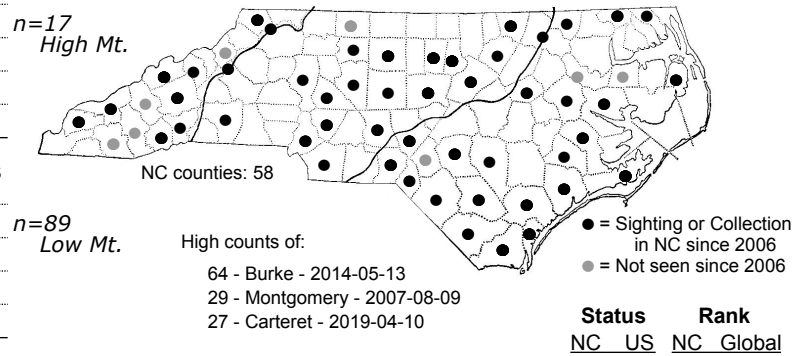 n=17
High Mt.
NC counties: 58
n=89
Low Mt.
High counts of:
64 - Burke - 2014-05-13
29 - Montgomery - 2007-08-09
27 - Carteret - 2019-04-10
= Sighting or Collection
in NC since 2006
= Not seen since 2006
Status Rank
NC US NC Global